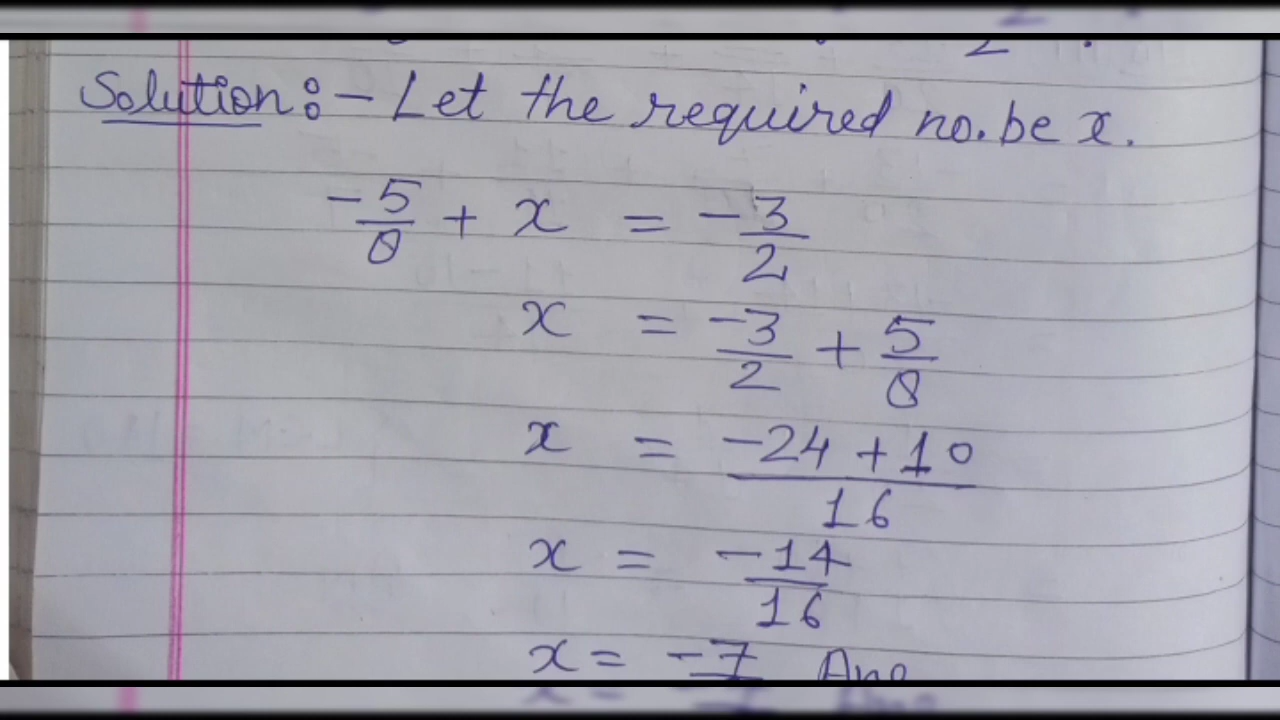 Solution:- Let the required no. be x.
-5/8 + x = -3/2
x = -3/2 + 5/8
x = (-24 + 10)/16
x = -14/16
x = -7 Ans